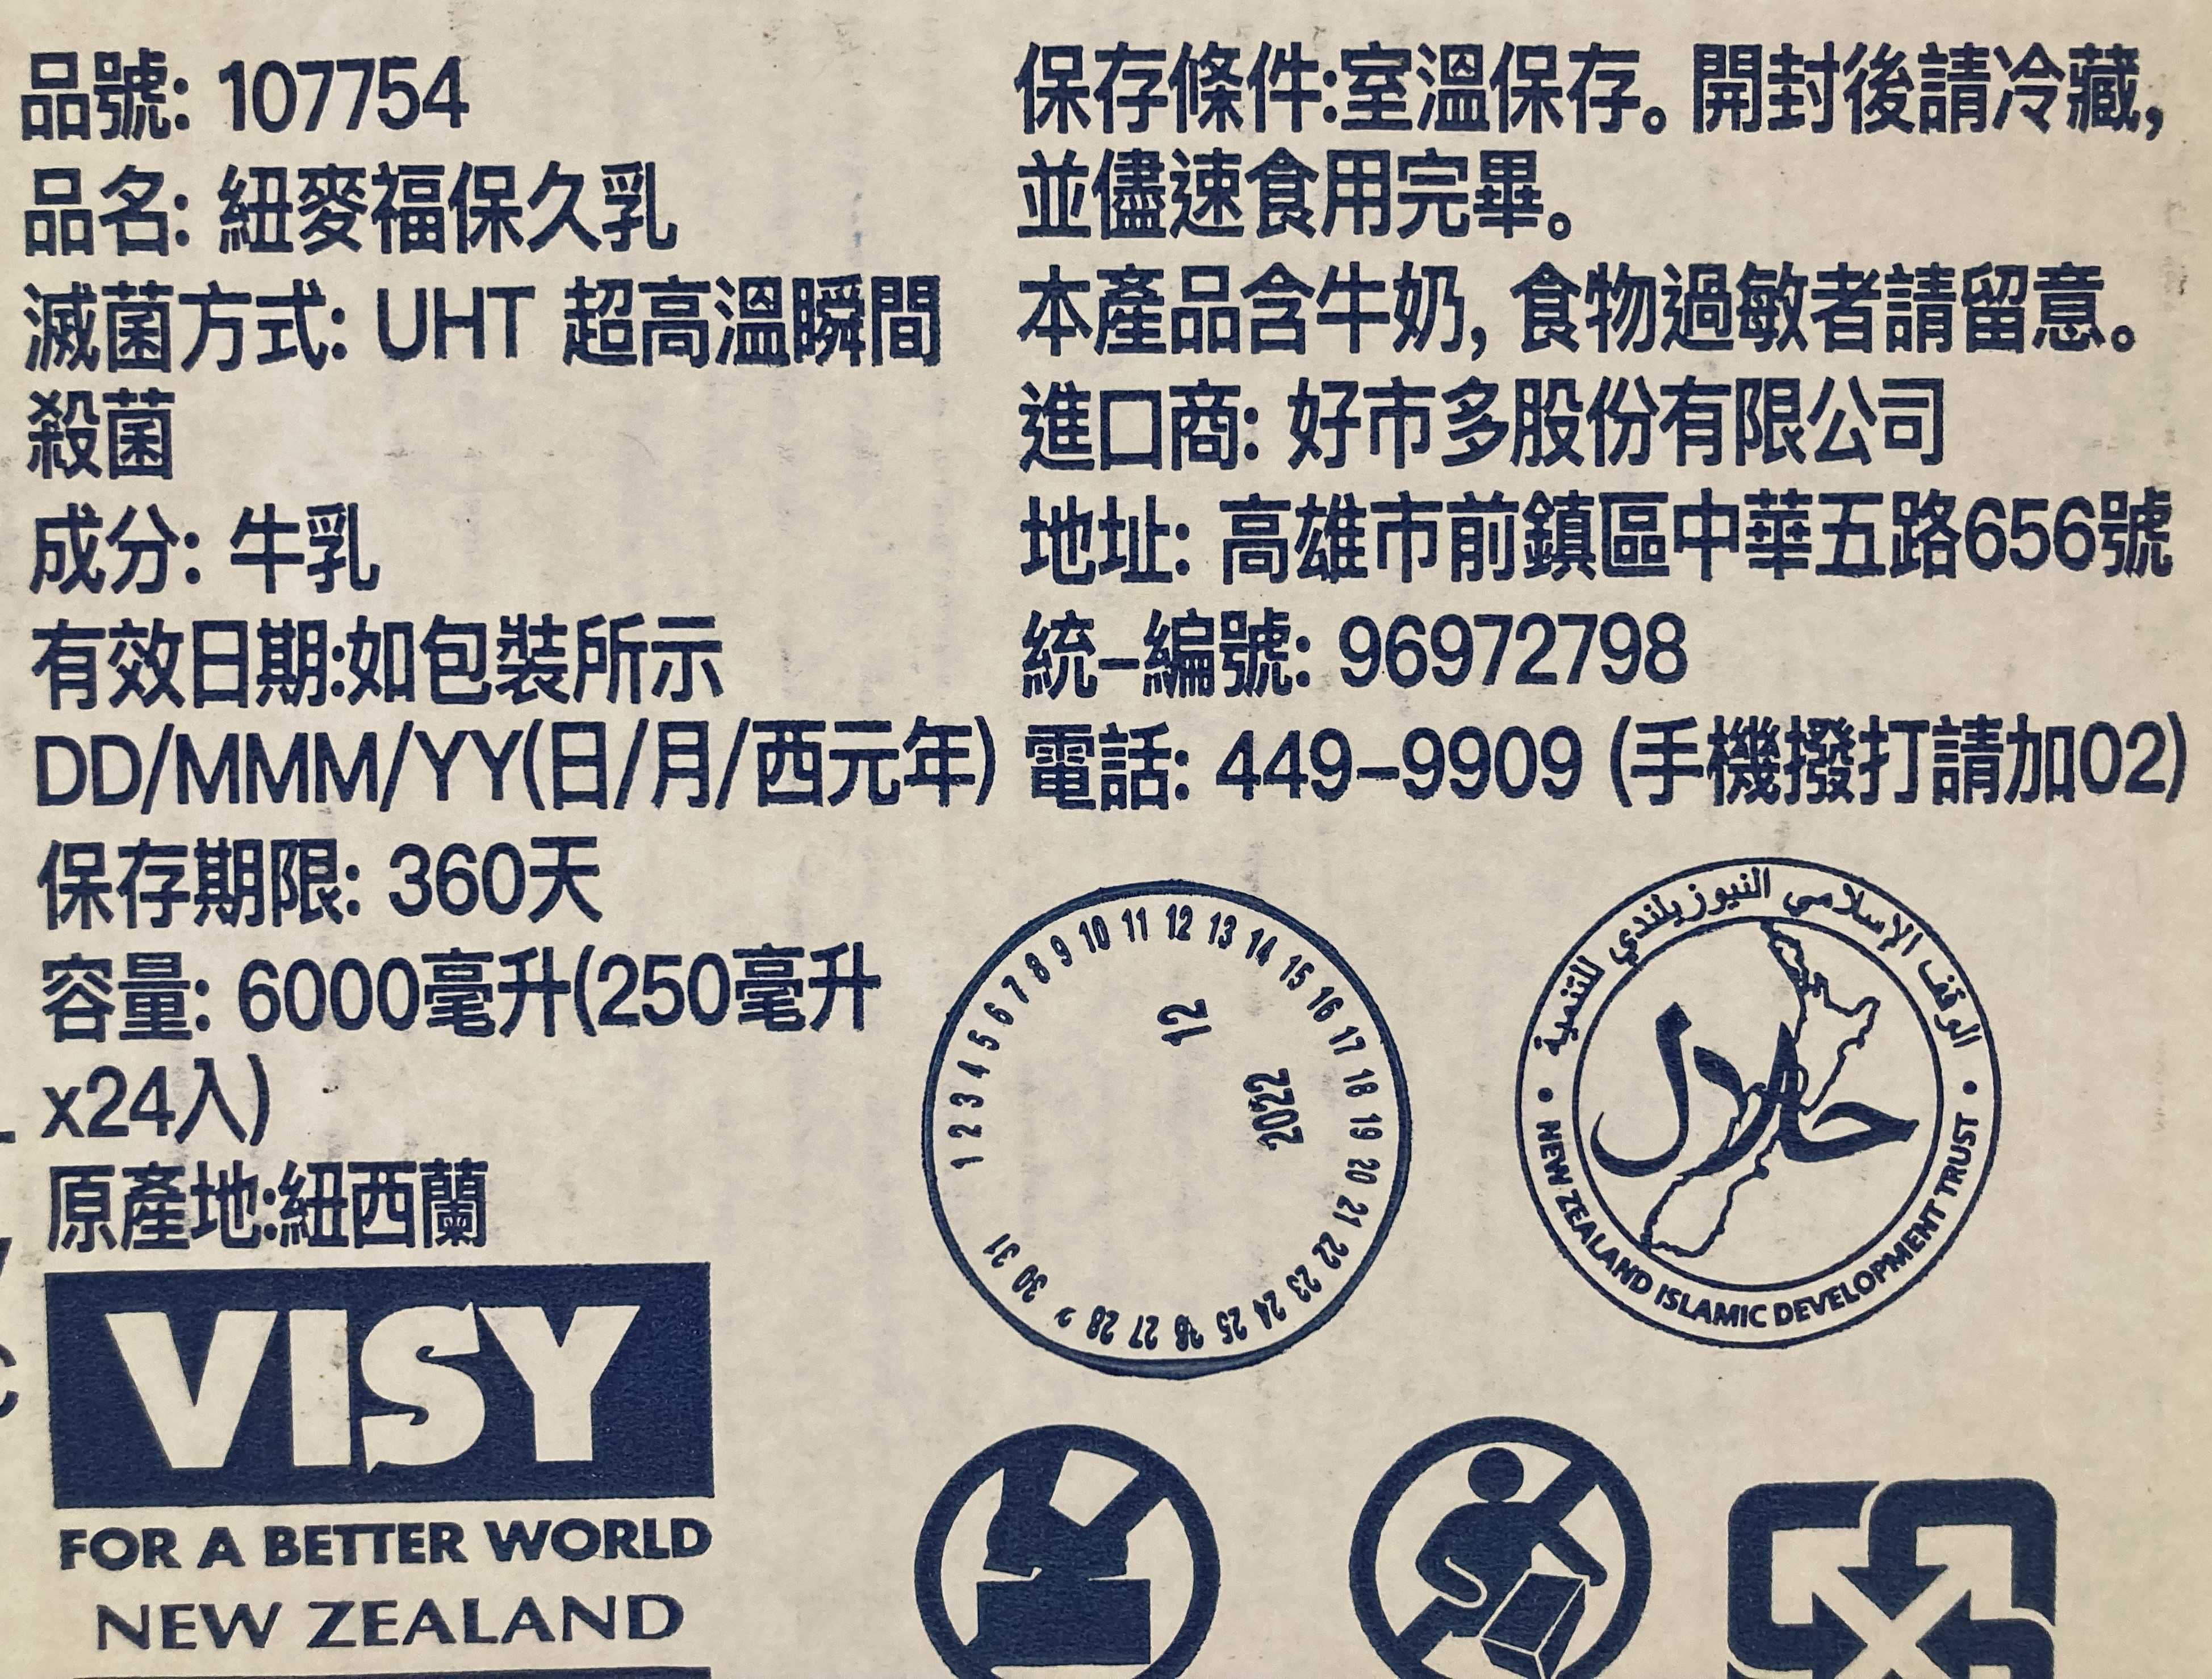 品號: 107754
品名: 紐麥福保久乳
滅菌方式: UHT 超高溫瞬間
殺菌
成分: 牛乳
有效日期:如包裝所示
DD/MMM/YY(日/月/西元年)
保存期限: 360天
容量: 6000毫升(250毫升
x24入)
原產地:紐西蘭
保存條件:室溫保存。開封後請冷藏,
並儘速食用完畢。
本產品含牛奶, 食物過敏者請留意。
進口商: 好市多股份有限公司
地址: 高雄市前鎮區中華五路656號
統一編號: 96972798
電話: 449-9909 (手機撥打請加02)
1 2 3 4 5 6 7 8 9 10 11 12 13 14 15 16 17 18 19 20 21 22 23 24 25 26 27 28 30 31
12
2022
الوقف الإسلامي النيوزيلندي للتنمية
حلال
NEW ZEALAND ISLAMIC DEVELOPMENT TRUST
VISY
FOR A BETTER WORLD
NEW ZEALAND